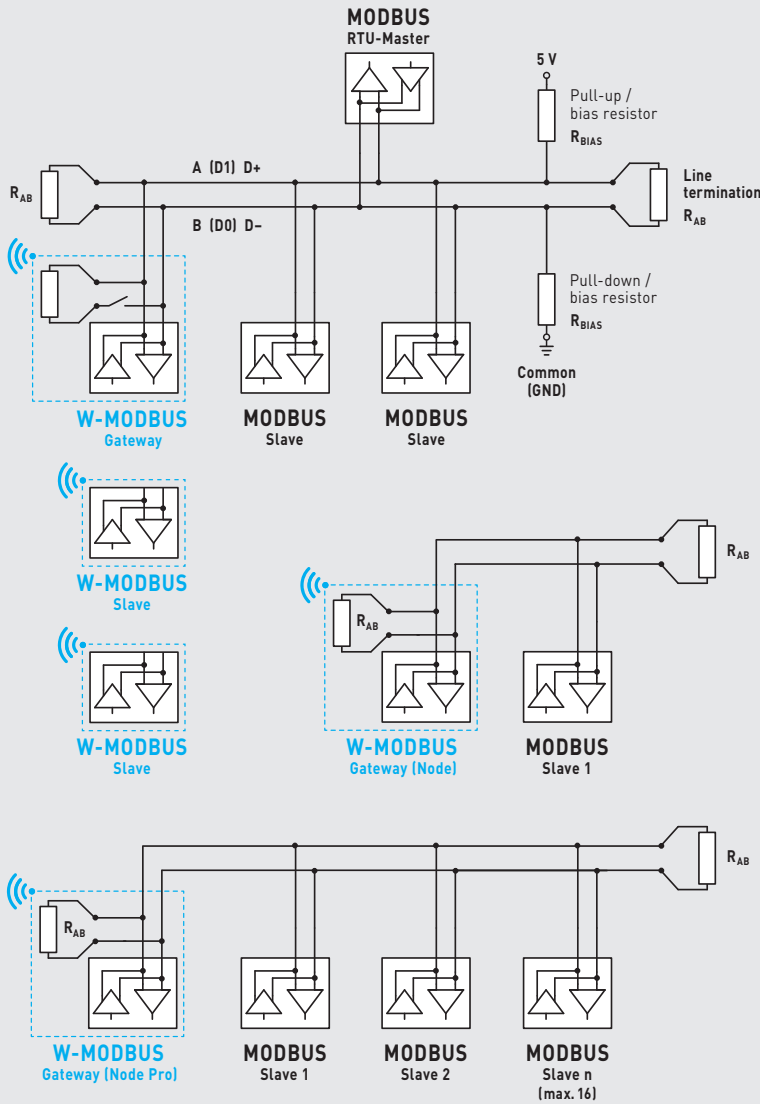 MODBUS
RTU-Master
5 V
Pull-up /
bias resistor
RBIAS
A (D1) D+
RAB
Line
termination
RAB
B (D0) D–
Pull-down /
bias resistor
RBIAS
Common
(GND)
W-MODBUS
Gateway
MODBUS
Slave
MODBUS
Slave
W-MODBUS
Slave
RAB
RAB
W-MODBUS
Slave
W-MODBUS
Gateway (Node)
MODBUS
Slave 1
RAB
RAB
W-MODBUS
Gateway (Node Pro)
MODBUS
Slave 1
MODBUS
Slave 2
MODBUS
Slave n
(max. 16)